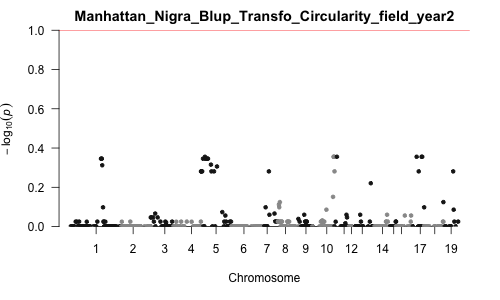 Manhattan_Nigra_Blup_Transfo_Circularity_field_year2
1.0
0.8
0.6
0.4
0.2
0.0
− log₁₀(p)
1 2 3 4 5 6 7 8 9 10 12 14 17 19
Chromosome